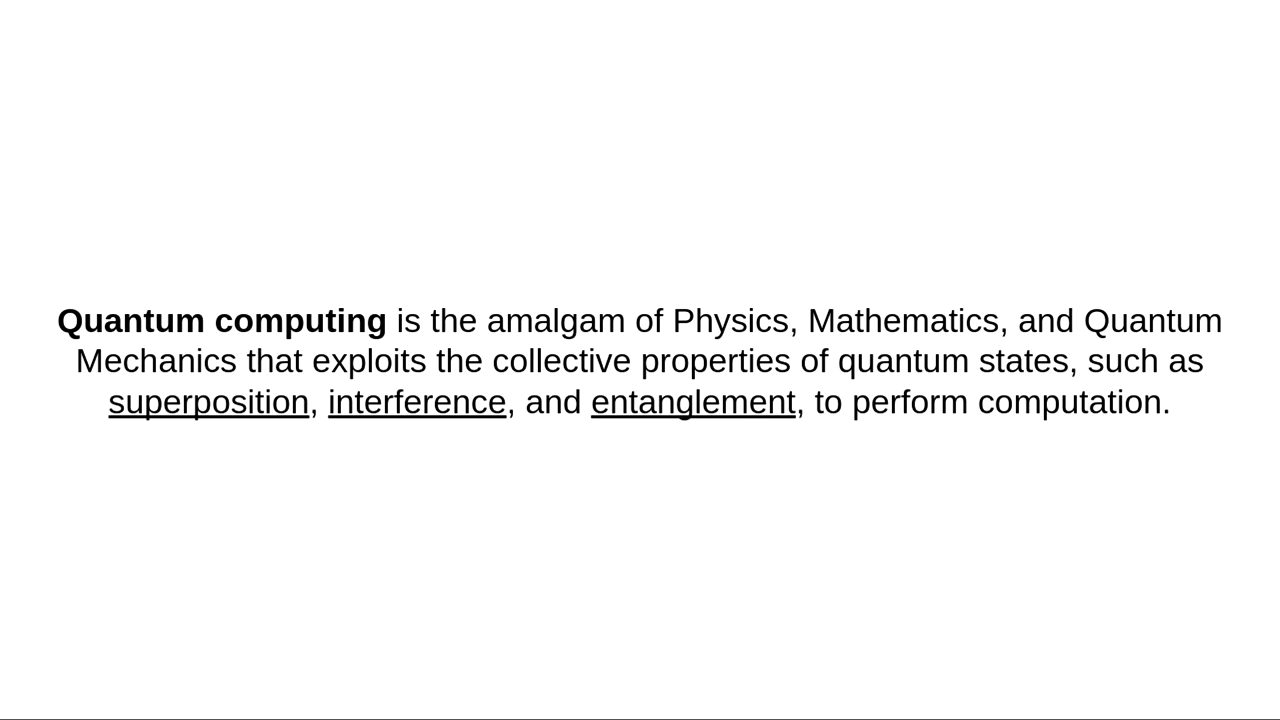 Quantum computing is the amalgam of Physics, Mathematics, and Quantum
Mechanics that exploits the collective properties of quantum states, such as
superposition, interference, and entanglement, to perform computation.